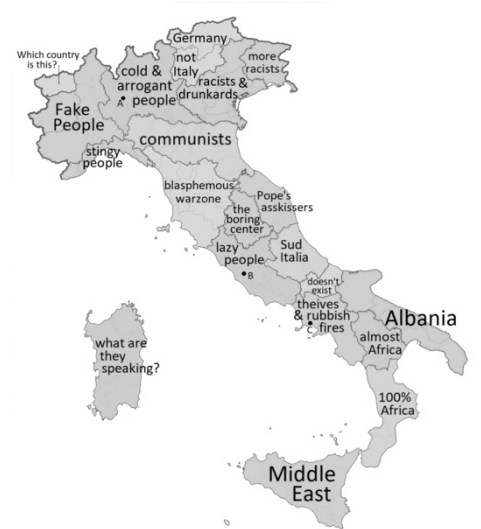 Germany
Which country
is this?
not
Italy
more
racists
cold &
arrogant
people
A
racists &
drunkards
Fake
People
communists
stingy
people
blasphemous
warzone
Pope's
asskissers
the
boring
center
lazy
people
B
Sud
Italia
doesn't
exist
theives
& rubbish
fires
C
Albania
almost
Africa
what are
they
speaking?
100%
Africa
Middle
East